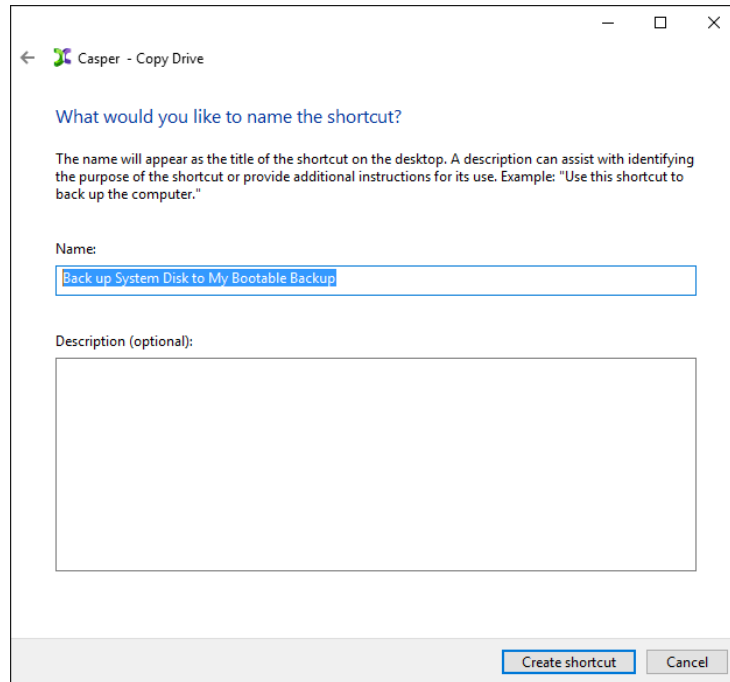 Casper - Copy Drive
What would you like to name the shortcut?
The name will appear as the title of the shortcut on the desktop. A description can assist with identifying
the purpose of the shortcut or provide additional instructions for its use. Example: "Use this shortcut to
back up the computer."
Name:
Back up System Disk to My Bootable Backup
Description (optional):
Create shortcut Cancel